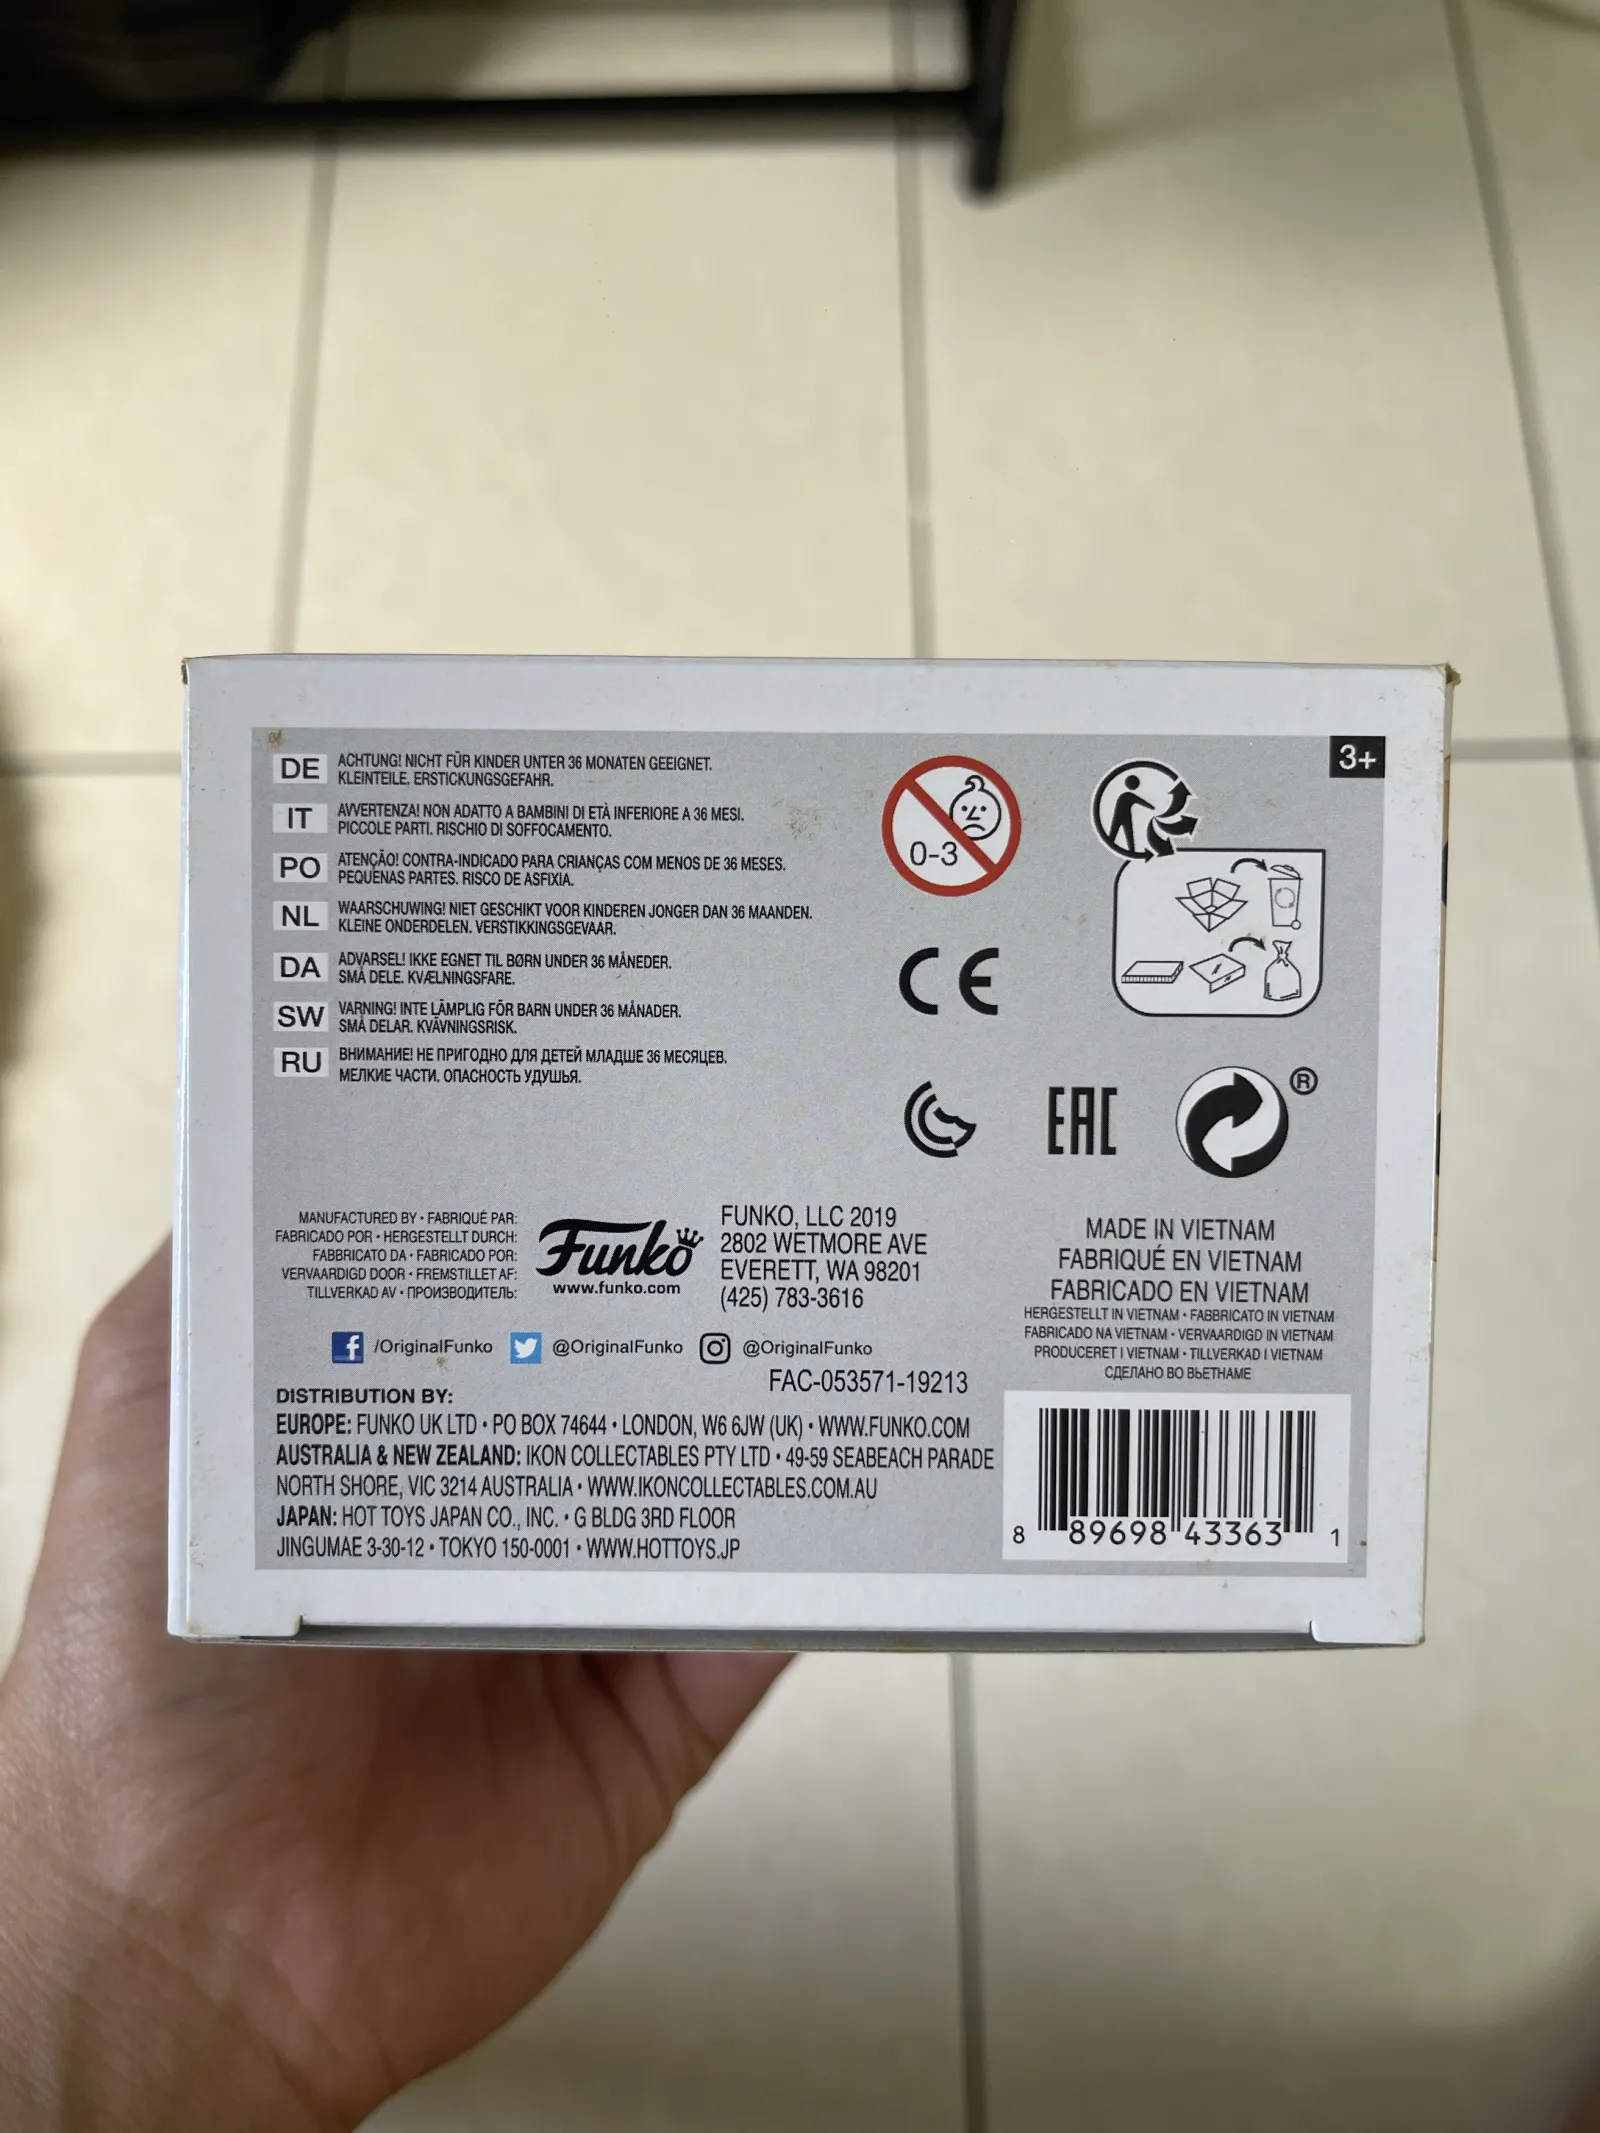 3+
DE ACHTUNG! NICHT FÜR KINDER UNTER 36 MONATEN GEEIGNET.
KLEINTEILE. ERSTICKUNGSGEFAHR.
IT AVVERTENZA! NON ADATTO A BAMBINI DI ETÀ INFERIORE A 36 MESI.
PICCOLE PARTI. RISCHIO DI SOFFOCAMENTO.
PO ATENÇÃO! CONTRA-INDICADO PARA CRIANÇAS COM MENOS DE 36 MESES.
PEQUENAS PARTES. RISCO DE ASFIXIA.
NL WAARSCHUWING! NIET GESCHIKT VOOR KINDEREN JONGER DAN 36 MAANDEN.
KLEINE ONDERDELEN. VERSTIKKINGSGEVAAR.
DA ADVARSEL! IKKE EGNET TIL BØRN UNDER 36 MÅNEDER.
SMÅ DELE. KVÆLNINGSFARE.
SW VARNING! INTE LÄMPLIG FÖR BARN UNDER 36 MÅNADER.
SMÅ DELAR. KVÄVNINGSRISK.
RU ВНИМАНИЕ! НЕ ПРИГОДНО ДЛЯ ДЕТЕЙ МЛАДШЕ 36 МЕСЯЦЕВ.
МЕЛКИЕ ЧАСТИ. ОПАСНОСТЬ УДУШЬЯ.
0-3
CE
EAC
®
MANUFACTURED BY • FABRIQUÉ PAR:
FABRICADO POR • HERGESTELLT DURCH:
FABBRICATO DA • FABRICADO POR:
VERVAARDIGD DOOR • FREMSTILLET AF:
TILLVERKAD AV • ПРОИЗВОДИТЕЛЬ:
Funko
www.funko.com
FUNKO, LLC 2019
2802 WETMORE AVE
EVERETT, WA 98201
(425) 783-3616
MADE IN VIETNAM
FABRIQUÉ EN VIETNAM
FABRICADO EN VIETNAM
HERGESTELLT IN VIETNAM • FABBRICATO IN VIETNAM
FABRICADO NA VIETNAM • VERVAARDIGD IN VIETNAM
PRODUCERET I VIETNAM • TILLVERKAD I VIETNAM
СДЕЛАНО ВО ВЬЕТНАМЕ
/OriginalFunko @OriginalFunko @OriginalFunko
FAC-053571-19213
DISTRIBUTION BY:
EUROPE: FUNKO UK LTD • PO BOX 74644 • LONDON, W6 6JW (UK) • WWW.FUNKO.COM
AUSTRALIA & NEW ZEALAND: IKON COLLECTABLES PTY LTD • 49-59 SEABEACH PARADE
NORTH SHORE, VIC 3214 AUSTRALIA • WWW.IKONCOLLECTABLES.COM.AU
JAPAN: HOT TOYS JAPAN CO., INC. • G BLDG 3RD FLOOR
JINGUMAE 3-30-12 • TOKYO 150-0001 • WWW.HOTTOYS.JP
8 89698 43363 1